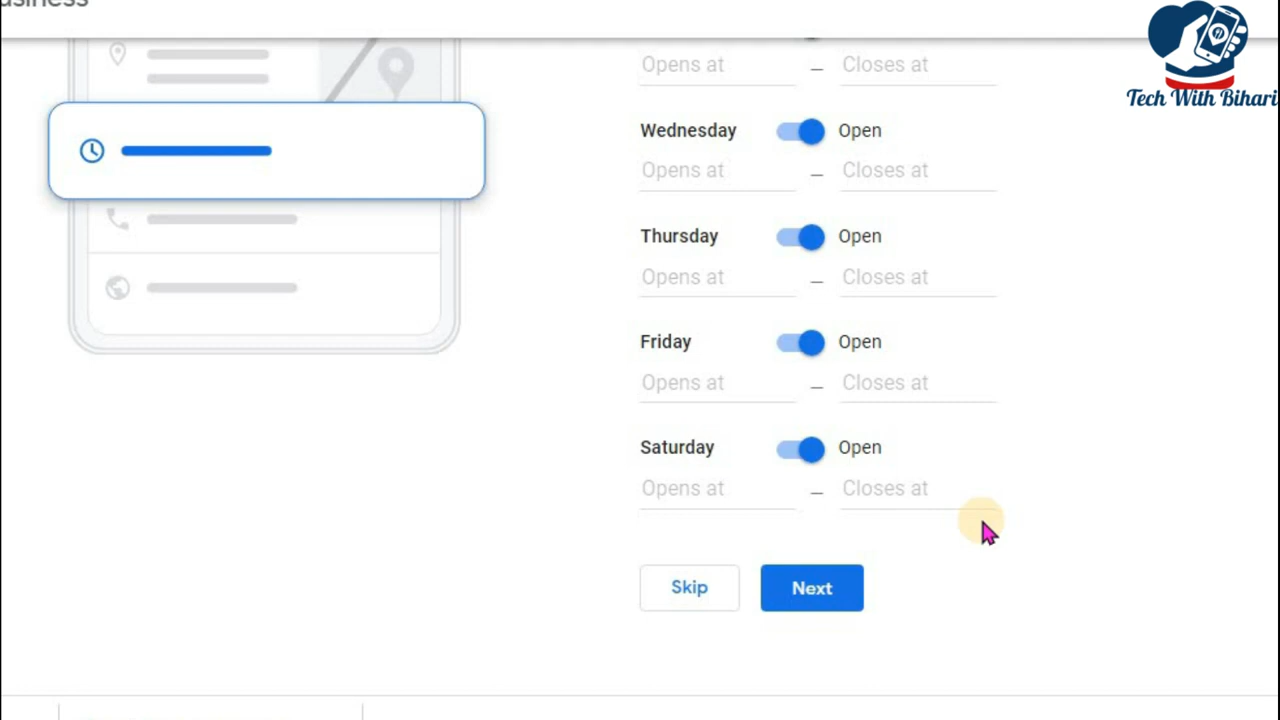 Tech With Bihari
Opens at – Closes at
Wednesday Open
Opens at – Closes at
Thursday Open
Opens at – Closes at
Friday Open
Opens at – Closes at
Saturday Open
Opens at – Closes at
Skip Next